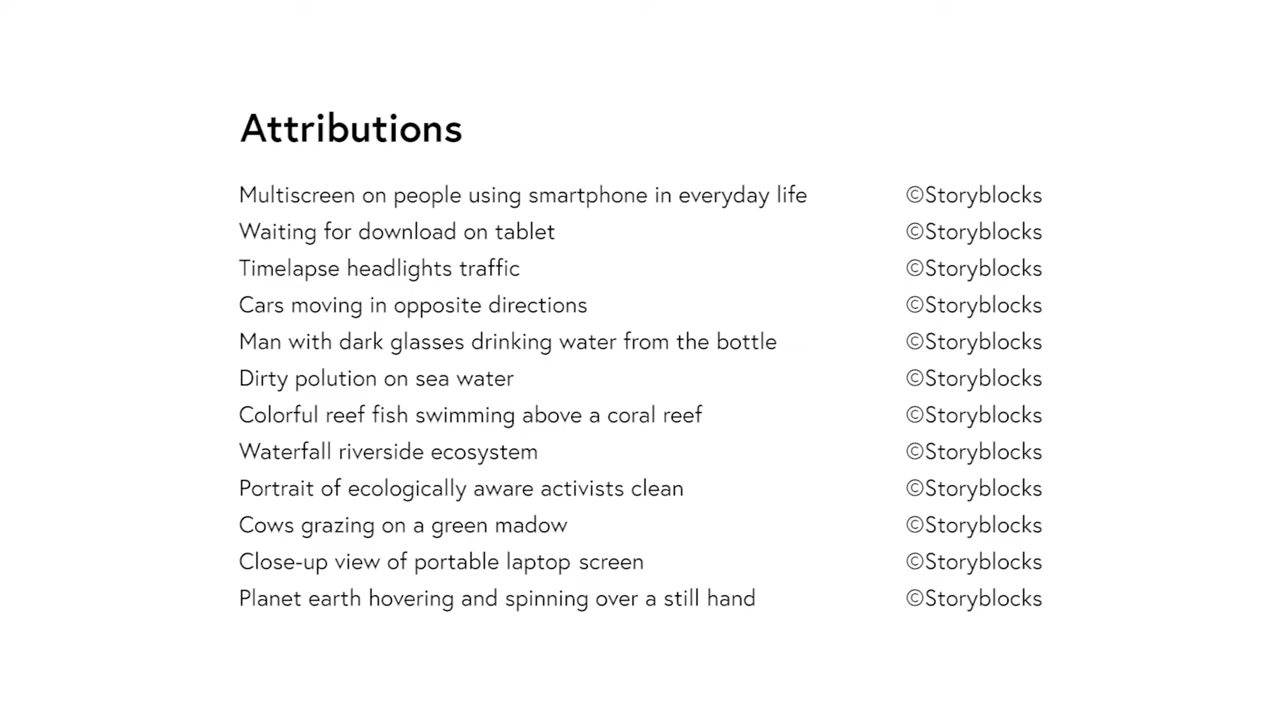 Attributions
Multiscreen on people using smartphone in everyday life ©Storyblocks
Waiting for download on tablet ©Storyblocks
Timelapse headlights traffic ©Storyblocks
Cars moving in opposite directions ©Storyblocks
Man with dark glasses drinking water from the bottle ©Storyblocks
Dirty polution on sea water ©Storyblocks
Colorful reef fish swimming above a coral reef ©Storyblocks
Waterfall riverside ecosystem ©Storyblocks
Portrait of ecologically aware activists clean ©Storyblocks
Cows grazing on a green madow ©Storyblocks
Close-up view of portable laptop screen ©Storyblocks
Planet earth hovering and spinning over a still hand ©Storyblocks